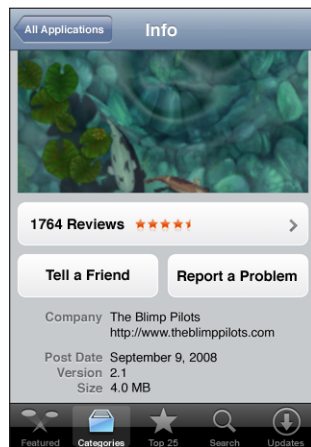 All Applications
Info
1764 Reviews
Tell a Friend
Report a Problem
Company The Blimp Pilots
http://www.theblimppilots.com
Post Date September 9, 2008
Version 2.1
Size 4.0 MB
Featured Categories Top 25 Search Updates